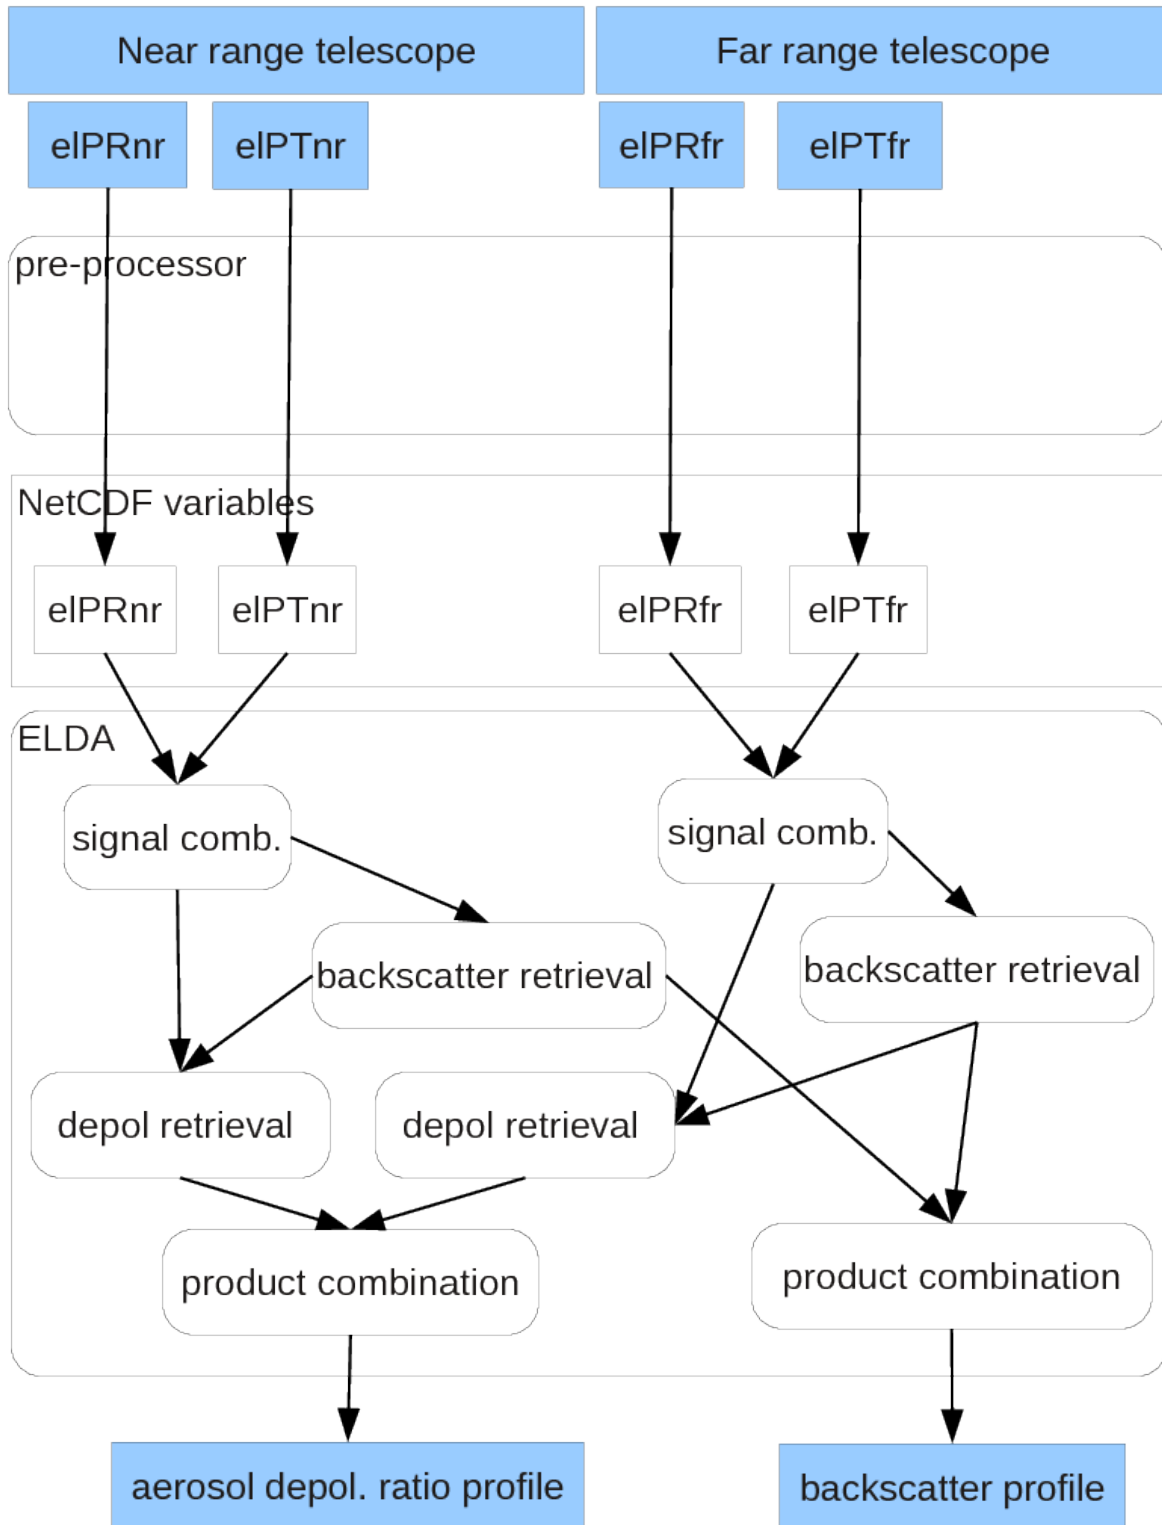 Near range telescope
Far range telescope
elPRnr
elPTnr
elPRfr
elPTfr
pre-processor
NetCDF variables
elPRnr
elPTnr
elPRfr
elPTfr
ELDA
signal comb.
signal comb.
backscatter retrieval
backscatter retrieval
depol retrieval
depol retrieval
product combination
product combination
aerosol depol. ratio profile
backscatter profile